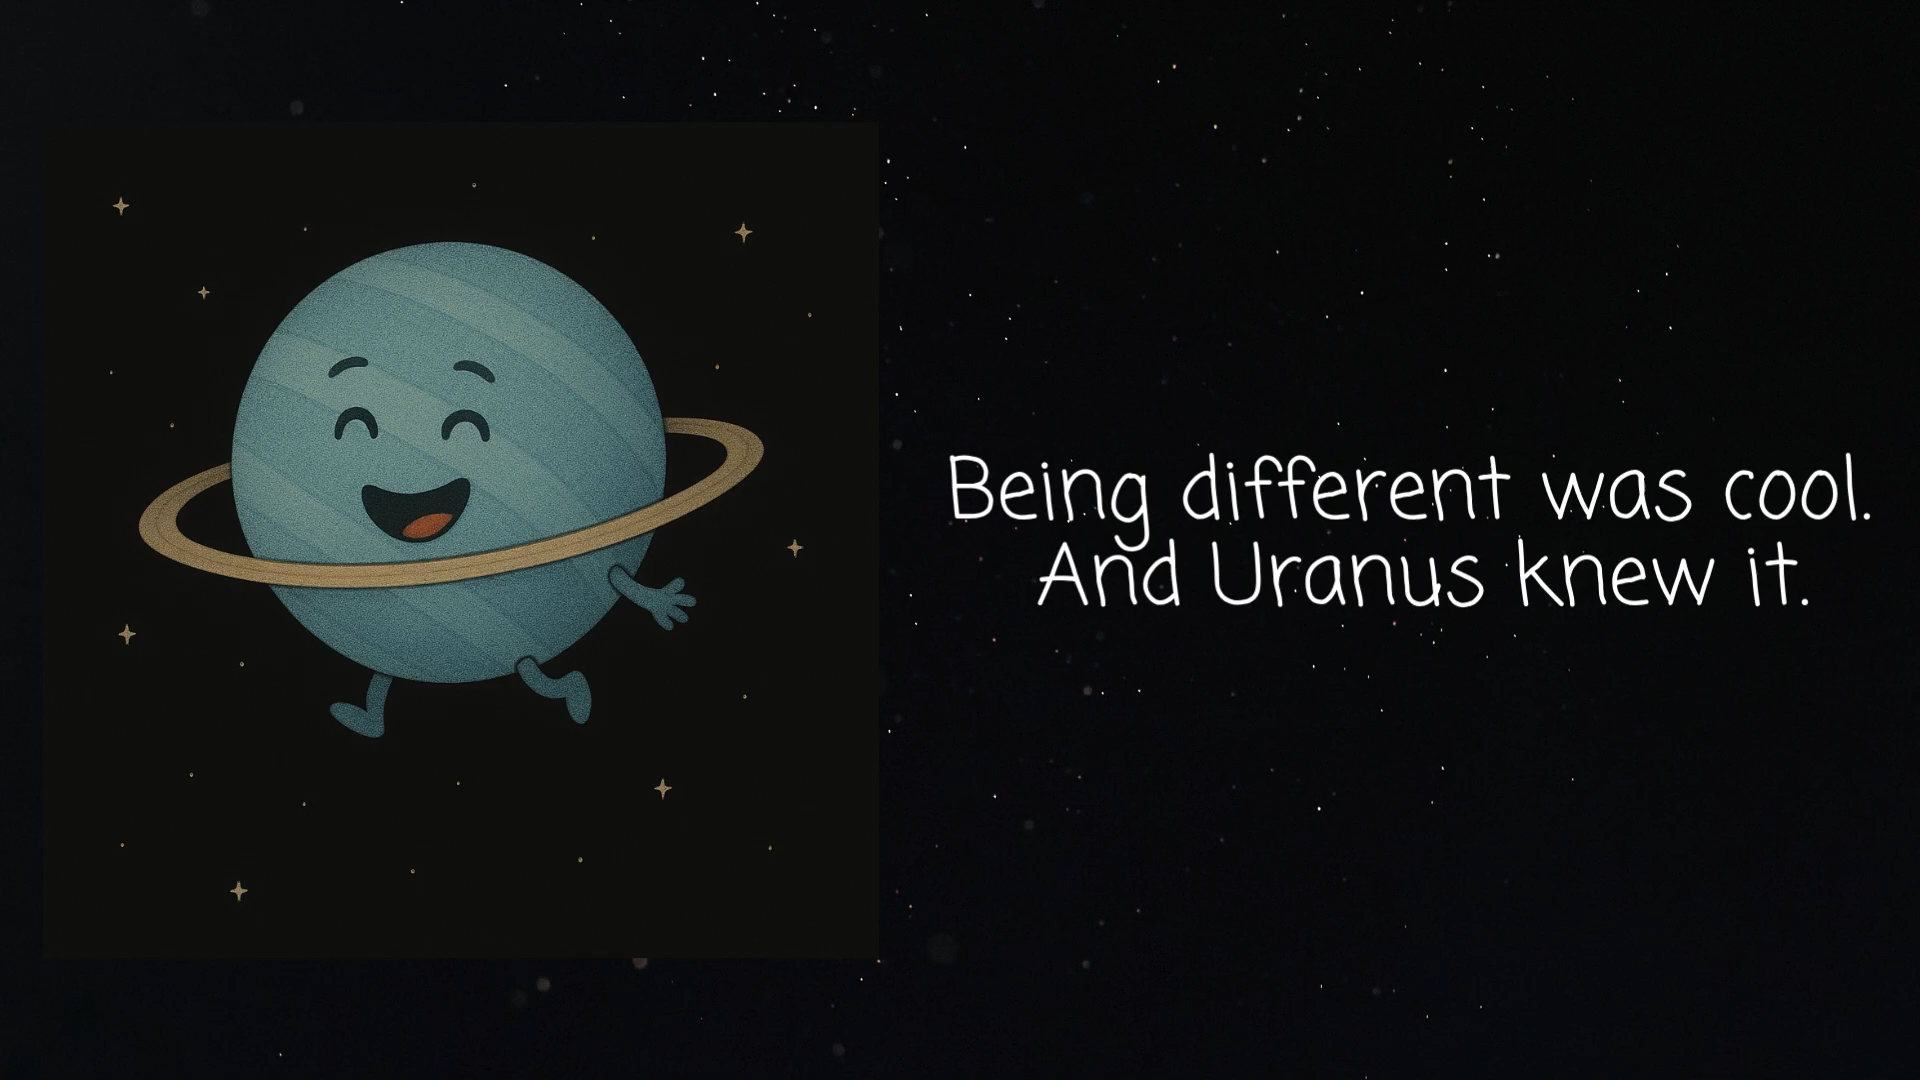 Being different was cool.
And Uranus knew it.